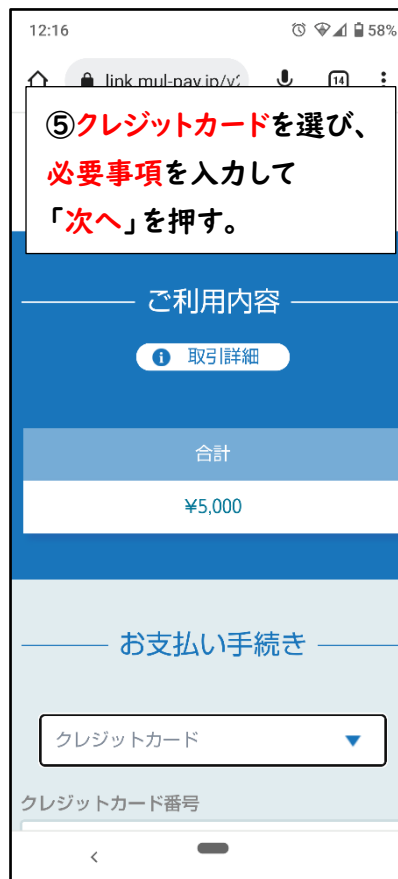 12:16
58%
link.mul-pay.jp/v2
14
⑤クレジットカードを選び、
必要事項を入力して
「次へ」を押す。
ご利用内容
取引詳細
合計
¥5,000
お支払い手続き
クレジットカード
クレジットカード番号